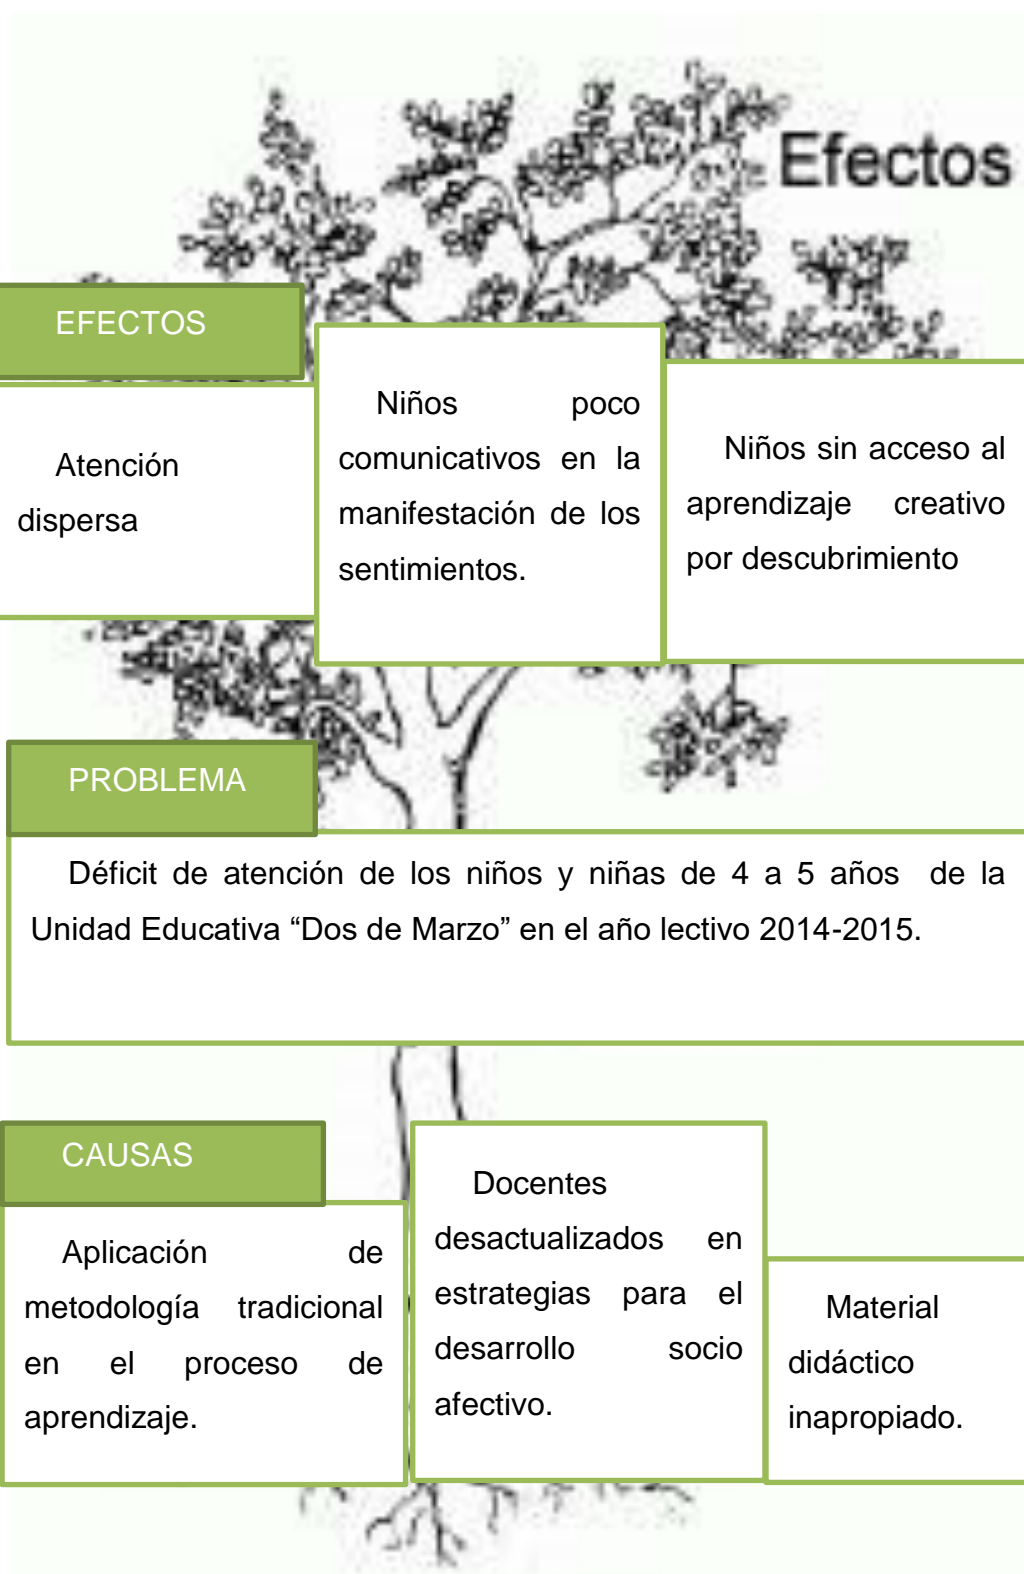 Efectos
EFECTOS
Atención
dispersa
Niños poco
comunicativos en la
manifestación de los
sentimientos.
Niños sin acceso al
aprendizaje creativo
por descubrimiento
PROBLEMA
Déficit de atención de los niños y niñas de 4 a 5 años de la
Unidad Educativa “Dos de Marzo” en el año lectivo 2014-2015.
CAUSAS
Aplicación de
metodología tradicional
en el proceso de
aprendizaje.
Docentes
desactualizados en
estrategias para el
desarrollo socio
afectivo.
Material
didáctico
inapropiado.